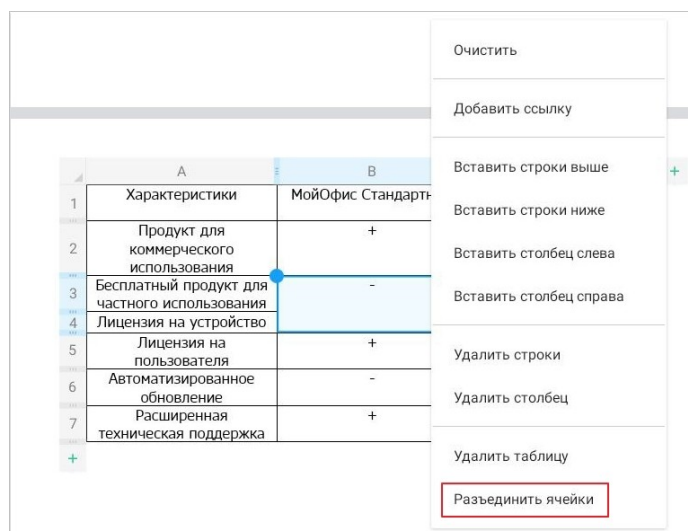 A
B
1
Характеристики
МойОфис Стандартн
2
Продукт для
коммерческого
использования
+
3
Бесплатный продукт для
частного использования
-
4
Лицензия на устройство
5
Лицензия на
пользователя
+
6
Автоматизированное
обновление
-
7
Расширенная
техническая поддержка
+
+
Очистить
Добавить ссылку
Вставить строки выше
Вставить строки ниже
Вставить столбец слева
Вставить столбец справа
Удалить строки
Удалить столбец
Удалить таблицу
Разъединить ячейки
+